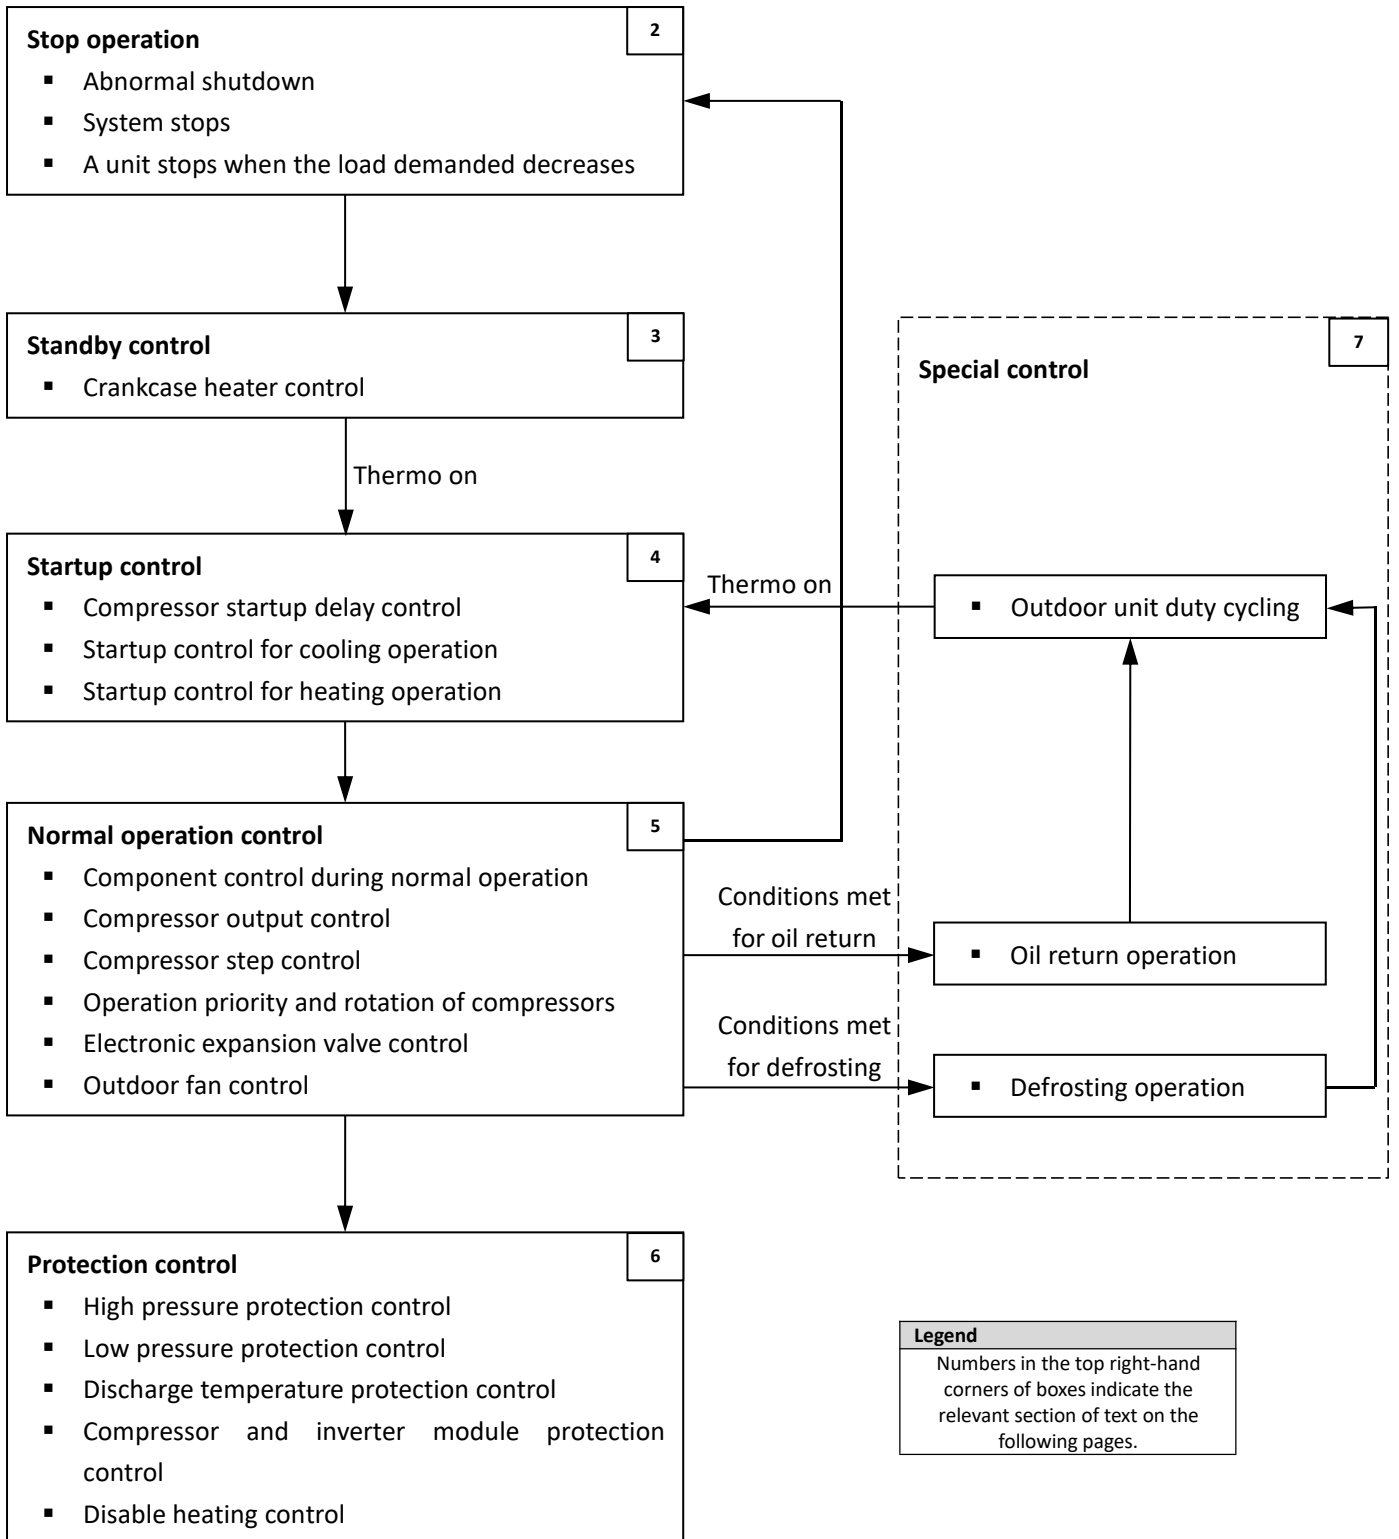 Stop operation
2
▪ Abnormal shutdown
▪ System stops
▪ A unit stops when the load demanded decreases
Standby control
3
▪ Crankcase heater control
Thermo on
Startup control
4
▪ Compressor startup delay control
▪ Startup control for cooling operation
▪ Startup control for heating operation
Normal operation control
5
▪ Component control during normal operation
▪ Compressor output control
▪ Compressor step control
▪ Operation priority and rotation of compressors
▪ Electronic expansion valve control
▪ Outdoor fan control
Protection control
6
▪ High pressure protection control
▪ Low pressure protection control
▪ Discharge temperature protection control
▪ Compressor and inverter module protection
control
▪ Disable heating control
Special control
7
Thermo on
▪ Outdoor unit duty cycling
Conditions met
for oil return
▪ Oil return operation
Conditions met
for defrosting
▪ Defrosting operation
Legend
Numbers in the top right-hand
corners of boxes indicate the
relevant section of text on the
following pages.